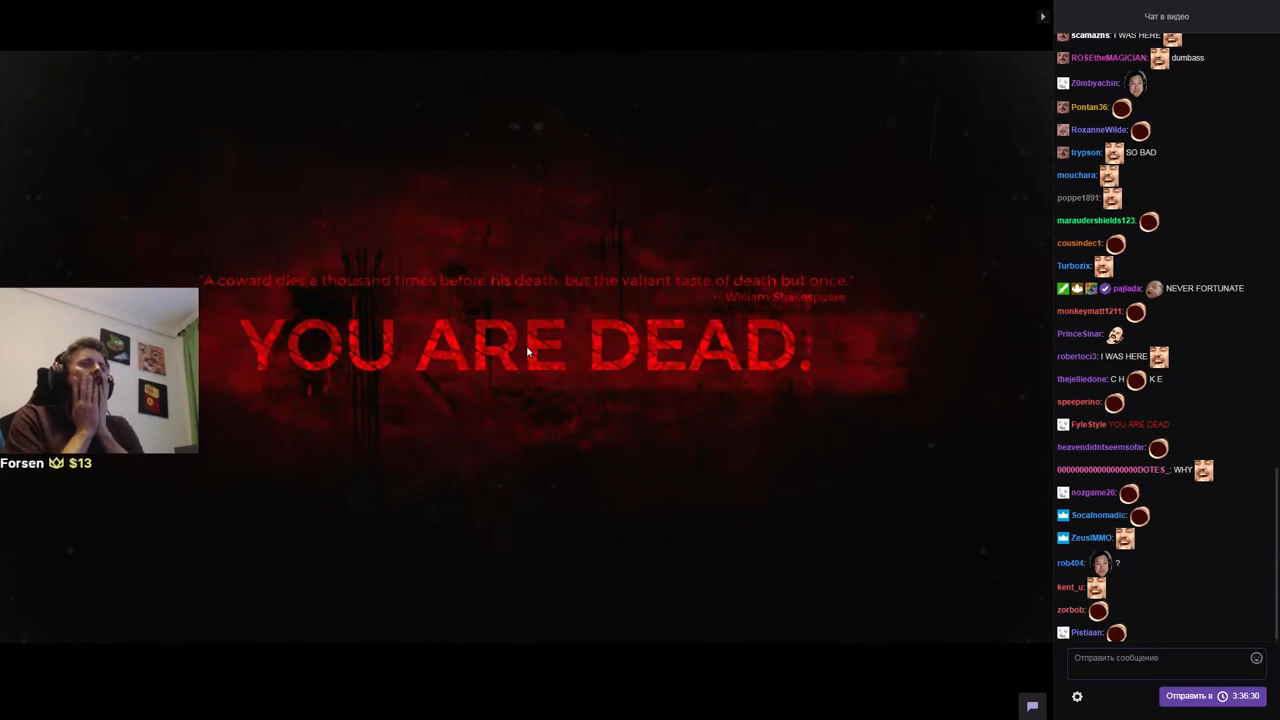 "A coward dies a thousand times before his death, but the valiant taste of death but once."
- William Shakespeare
YOU ARE DEAD.
Forsen $13
Чат в видео
scamazhs: I WAS HERE
ROSEtheMAGICIAN: dumbass
Z0mbyachin:
Pontan36:
RoxanneWilde:
trypson: SO BAD
mouchara:
poppe1891:
maraudershields123:
cousindec1:
Turbozix:
pajlada: NEVER FORTUNATE
monkeymatt1211:
PrinceSinar:
robertoci3: I WAS HERE
thejelliedone: C H K E
speeperino:
FyleStyle YOU ARE DEAD
heavendidntseemsofar:
000000000000000000DOTES_: WHY
nozgame26:
Socalnomadic:
ZeusIMMO:
rob404: ?
kent_u:
zorbob:
Pistiaan:
Отправить сообщение
Отправить в 3:36:30